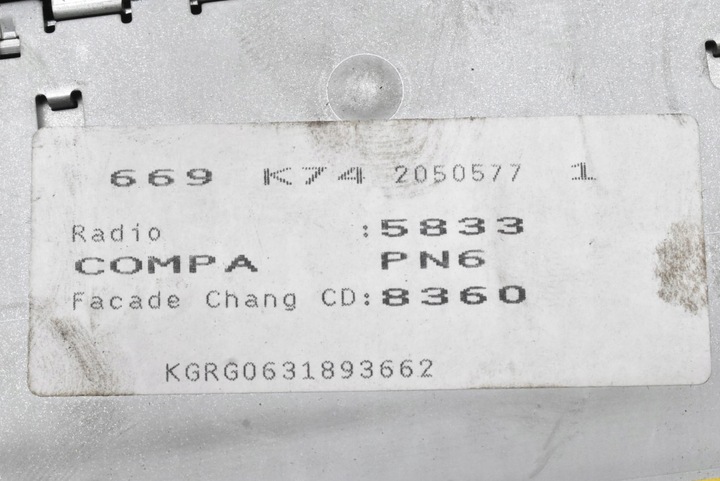 669 K74 2050577 1
Radio :5833
COMPA PN6
Facade Chang CD:8360
KGRG0631893662